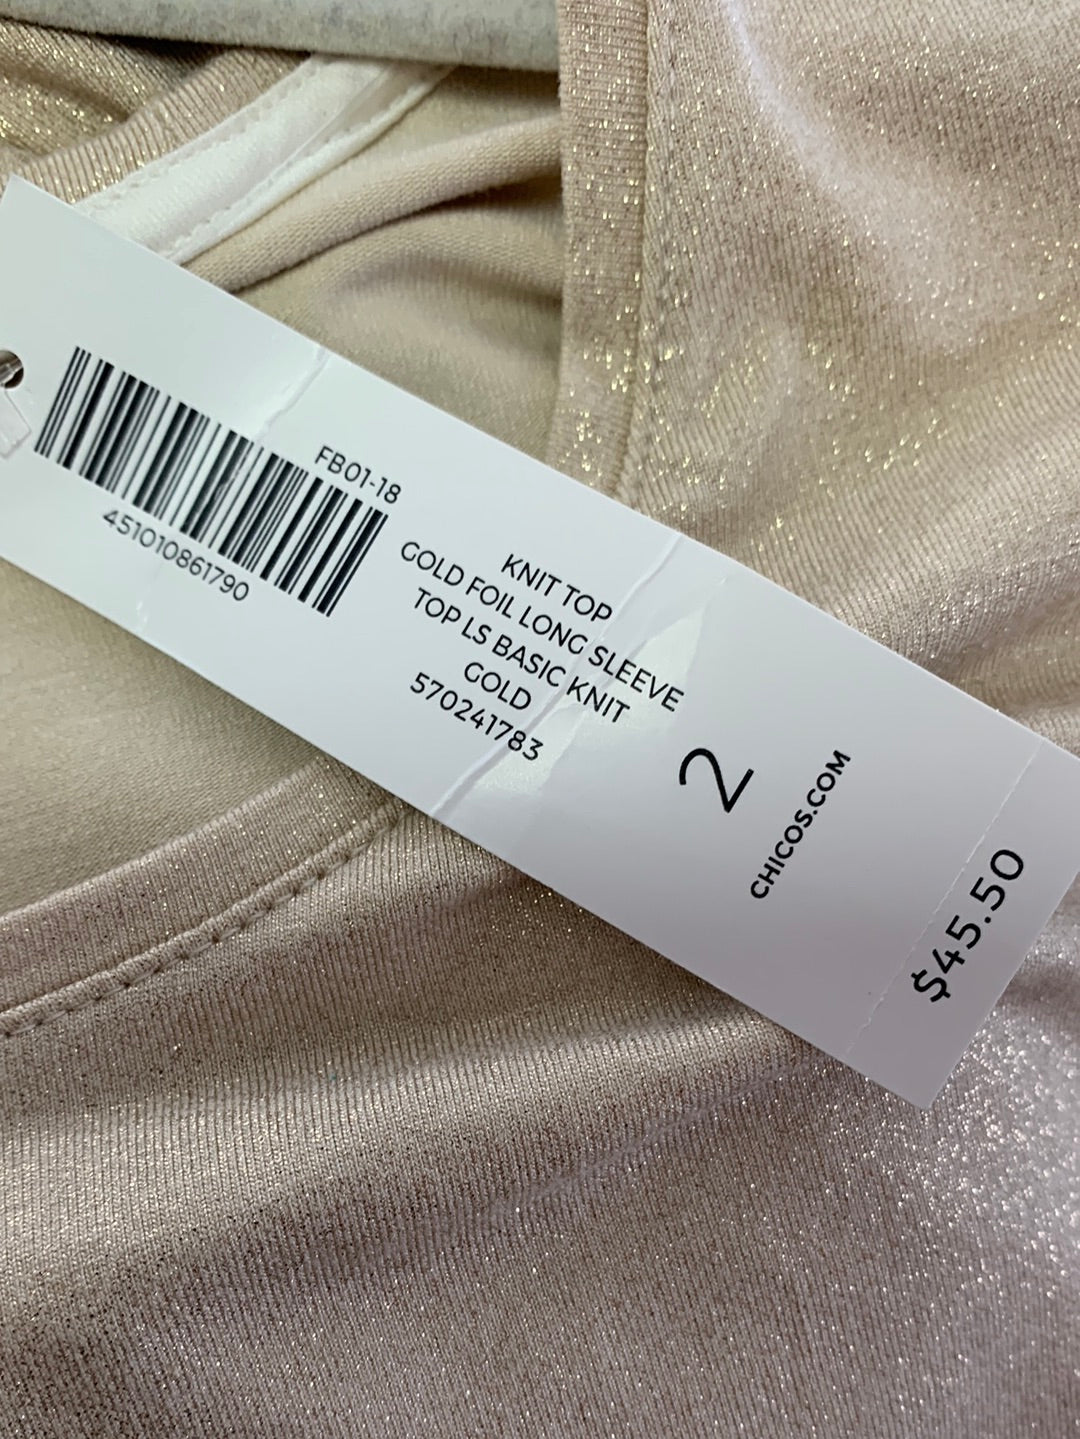 FB01-18
451010861790
KNIT TOP
GOLD FOIL LONG SLEEVE
TOP LS BASIC KNIT
GOLD
570241783
2
CHICOS.COM
$45.50